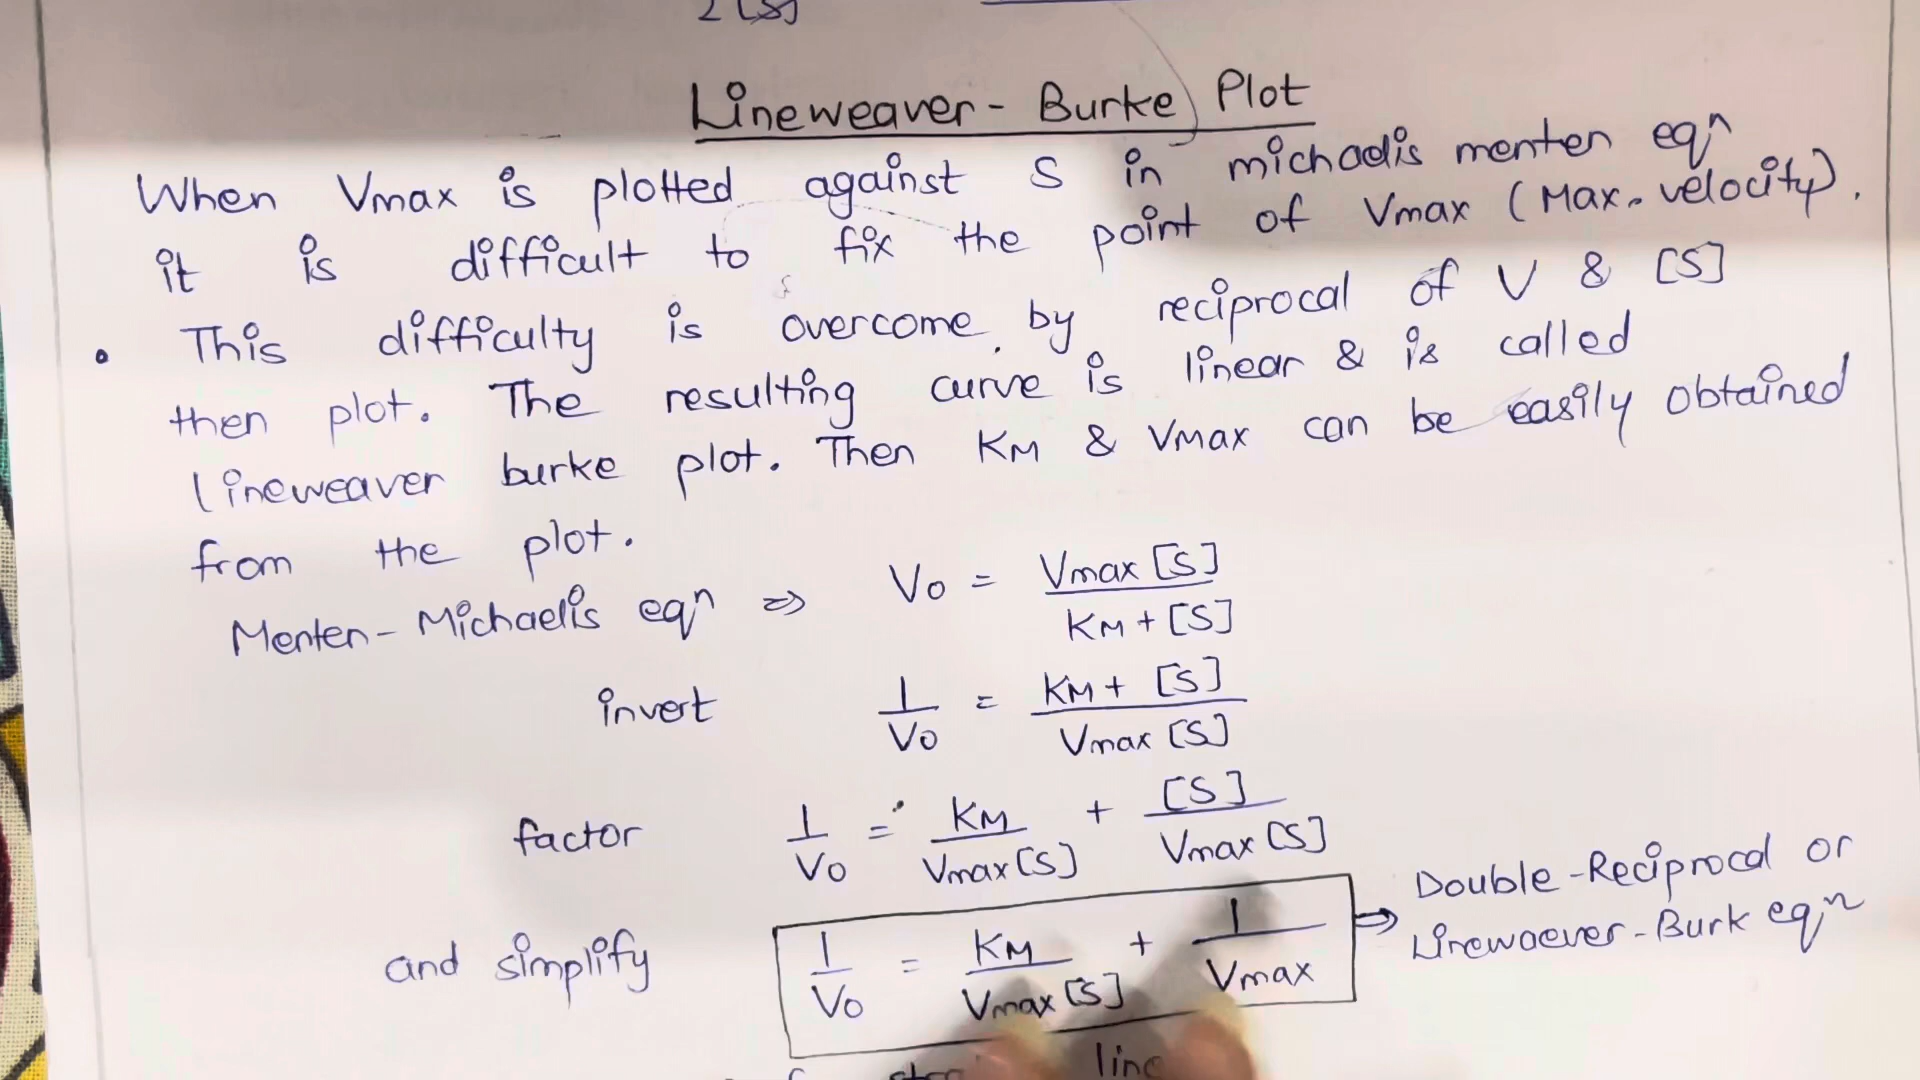 2[S]
Lineweaver - Burke Plot
When Vmax is plotted against S in michaelis menten eqn
it is difficult to fix the point of Vmax (Max. velocity).
• This difficulty is overcome by reciprocal of V & [S]
then plot. The resulting curve is linear & is called
lineweaver burke plot. Then KM & Vmax can be easily obtained
from the plot.
Menten - Michaelis eqn ⇒ Vo = Vmax [S] / KM + [S]
invert 1/Vo = KM + [S] / Vmax [S]
factor 1/Vo = KM / Vmax [S] + [S] / Vmax [S]
and simplify 1/Vo = KM / Vmax [S] + 1 / Vmax ⇒ Double - Reciprocal or
Linewaever - Burk eqn